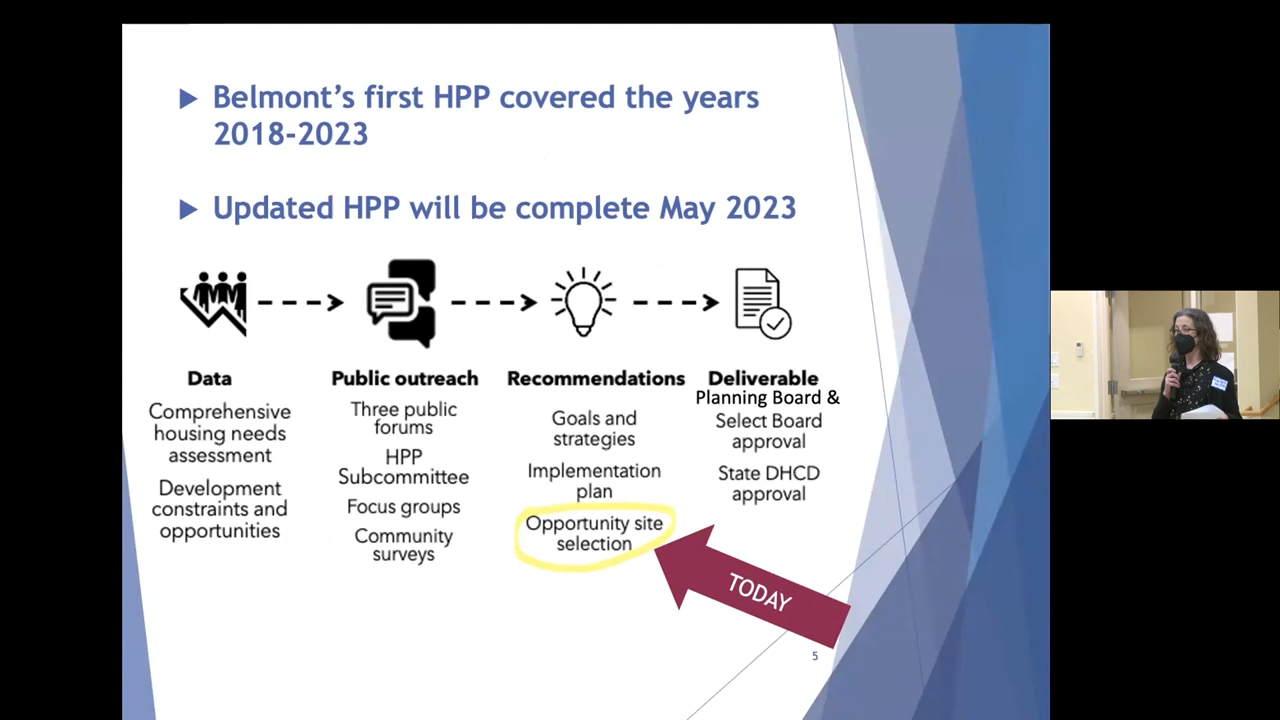 Belmont's first HPP covered the years
2018-2023
Updated HPP will be complete May 2023
Data
Comprehensive
housing needs
assessment
Development
constraints and
opportunities
Public outreach
Three public
forums
HPP
Subcommittee
Focus groups
Community
surveys
Recommendations
Goals and
strategies
Implementation
plan
Opportunity site
selection
Deliverable
Planning Board &
Select Board
approval
State DHCD
approval
TODAY
5